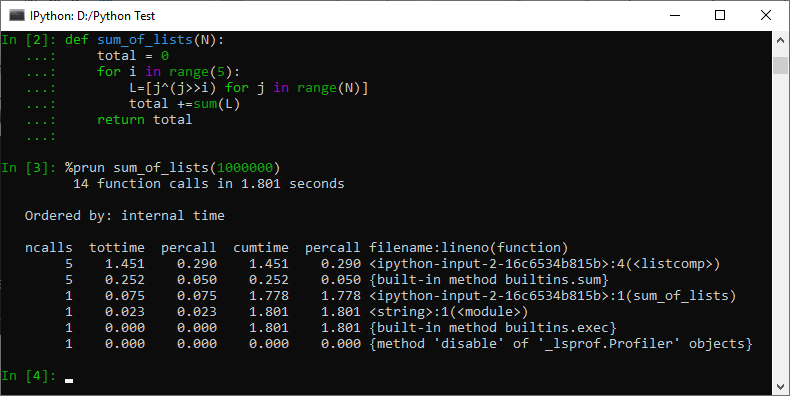 IPython: D:/Python Test
In [2]: def sum_of_lists(N):
   ...:     total = 0
   ...:     for i in range(5):
   ...:         L=[j^(j>>i) for j in range(N)]
   ...:         total +=sum(L)
   ...:     return total
   ...:
In [3]: %prun sum_of_lists(1000000)
         14 function calls in 1.801 seconds
   Ordered by: internal time
   ncalls  tottime  percall  cumtime  percall filename:lineno(function)
        5    1.451    0.290    1.451    0.290 <ipython-input-2-16c6534b815b>:4(<listcomp>)
        5    0.252    0.050    0.252    0.050 {built-in method builtins.sum}
        1    0.075    0.075    1.778    1.778 <ipython-input-2-16c6534b815b>:1(sum_of_lists)
        1    0.023    0.023    1.801    1.801 <string>:1(<module>)
        1    0.000    0.000    1.801    1.801 {built-in method builtins.exec}
        1    0.000    0.000    0.000    0.000 {method 'disable' of '_lsprof.Profiler' objects}
In [4]: